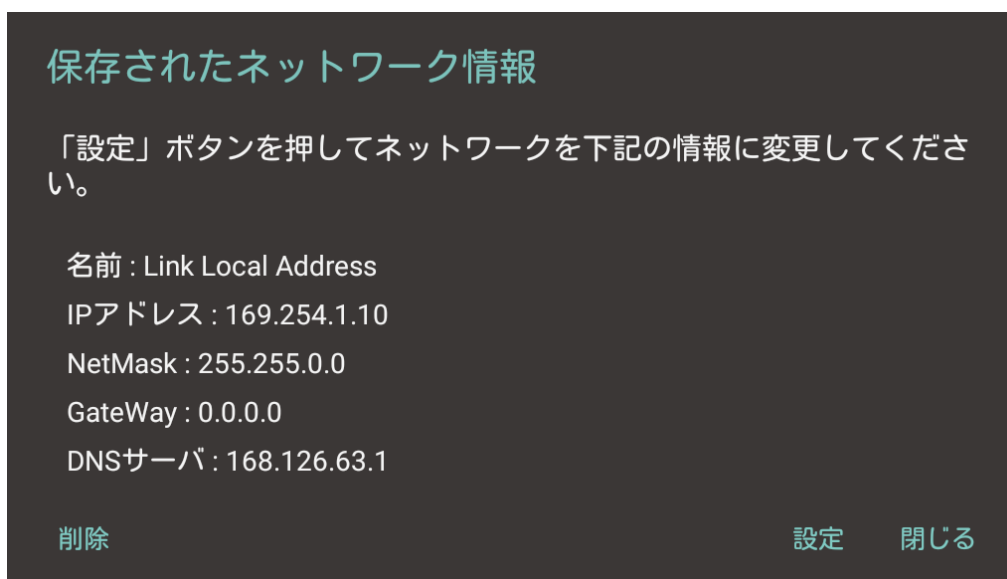 保存されたネットワーク情報
「設定」ボタンを押してネットワークを下記の情報に変更してくださ
い。
名前 : Link Local Address
IPアドレス : 169.254.1.10
NetMask : 255.255.0.0
GateWay : 0.0.0.0
DNSサーバ : 168.126.63.1
削除 設定 閉じる